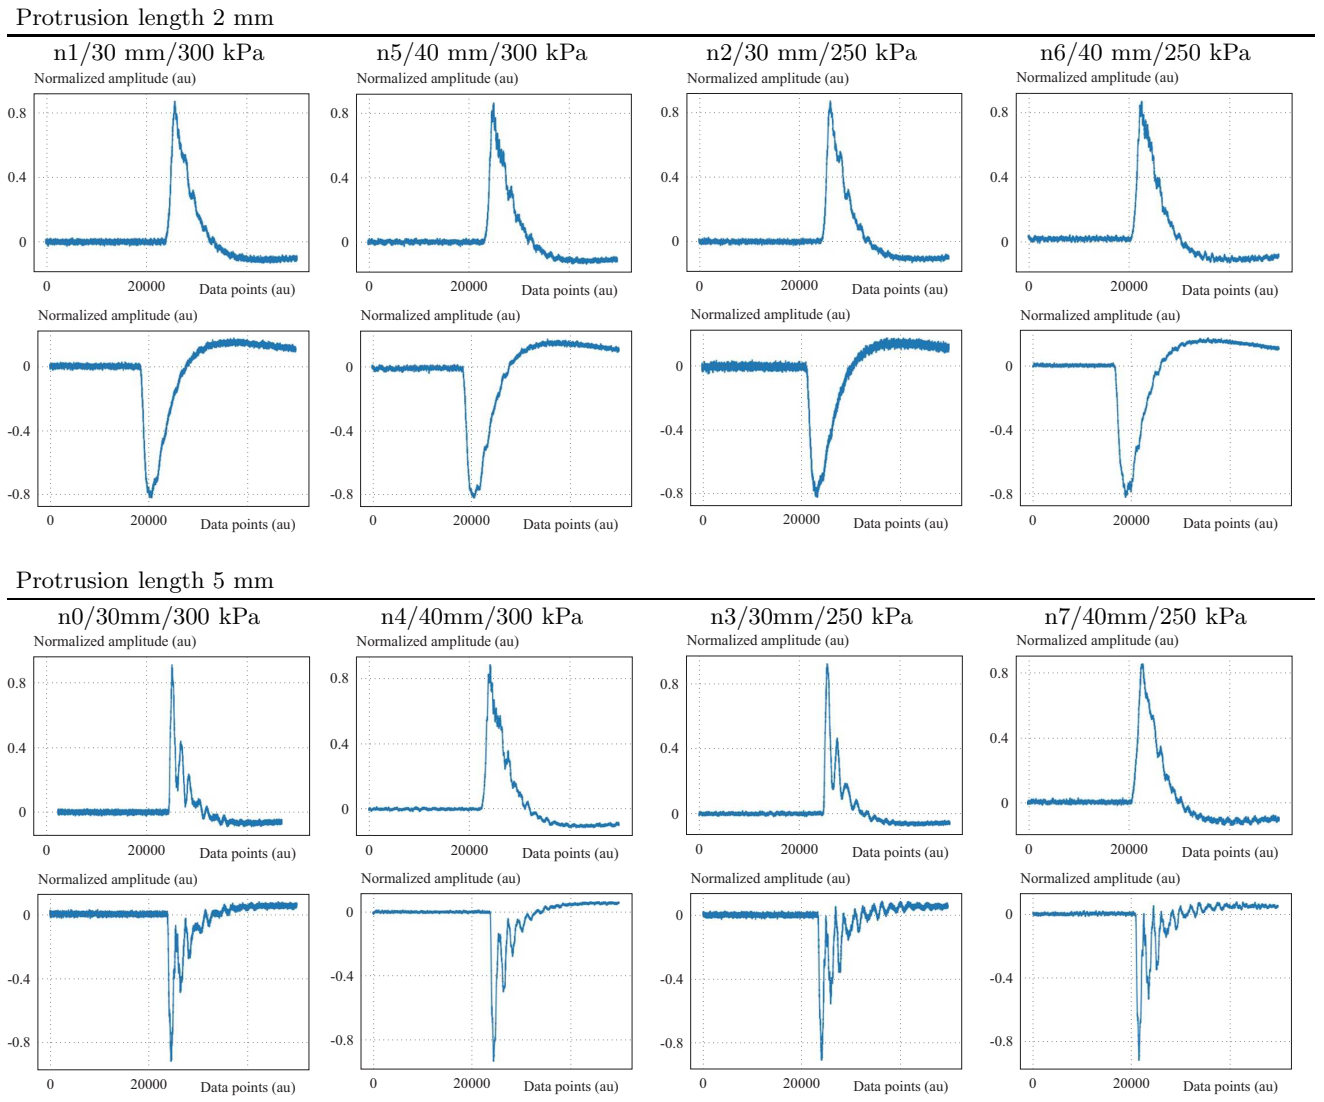 Protrusion length 2 mm
n1/30 mm/300 kPa n5/40 mm/300 kPa n2/30 mm/250 kPa n6/40 mm/250 kPa
Normalized amplitude (au) Normalized amplitude (au) Normalized amplitude (au) Normalized amplitude (au)
0.8 0.8 0.8 0.8
0.4 0.4 0.4 0.4
0 0 0 0
0 20000 Data points (au) 0 20000 Data points (au) 0 20000 Data points (au) 0 20000 Data points (au)
Normalized amplitude (au) Normalized amplitude (au) Normalized amplitude (au) Normalized amplitude (au)
0 0 0 0
-0.4 -0.4 -0.4 -0.4
-0.8 -0.8 -0.8 -0.8
0 20000 Data points (au) 0 20000 Data points (au) 0 20000 Data points (au) 0 20000 Data points (au)
Protrusion length 5 mm
n0/30mm/300 kPa n4/40mm/300 kPa n3/30mm/250 kPa n7/40mm/250 kPa
Normalized amplitude (au) Normalized amplitude (au) Normalized amplitude (au) Normalized amplitude (au)
0.8 0.8 0.8 0.8
0.4 0.4 0.4 0.4
0 0 0 0
0 20000 Data points (au) 0 20000 Data points (au) 0 20000 Data points (au) 0 20000 Data points (au)
Normalized amplitude (au) Normalized amplitude (au) Normalized amplitude (au) Normalized amplitude (au)
0 0 0 0
-0.4 -0.4 -0.4 -0.4
-0.8 -0.8 -0.8 -0.8
0 20000 Data points (au) 0 20000 Data points (au) 0 20000 Data points (au) 0 20000 Data points (au)